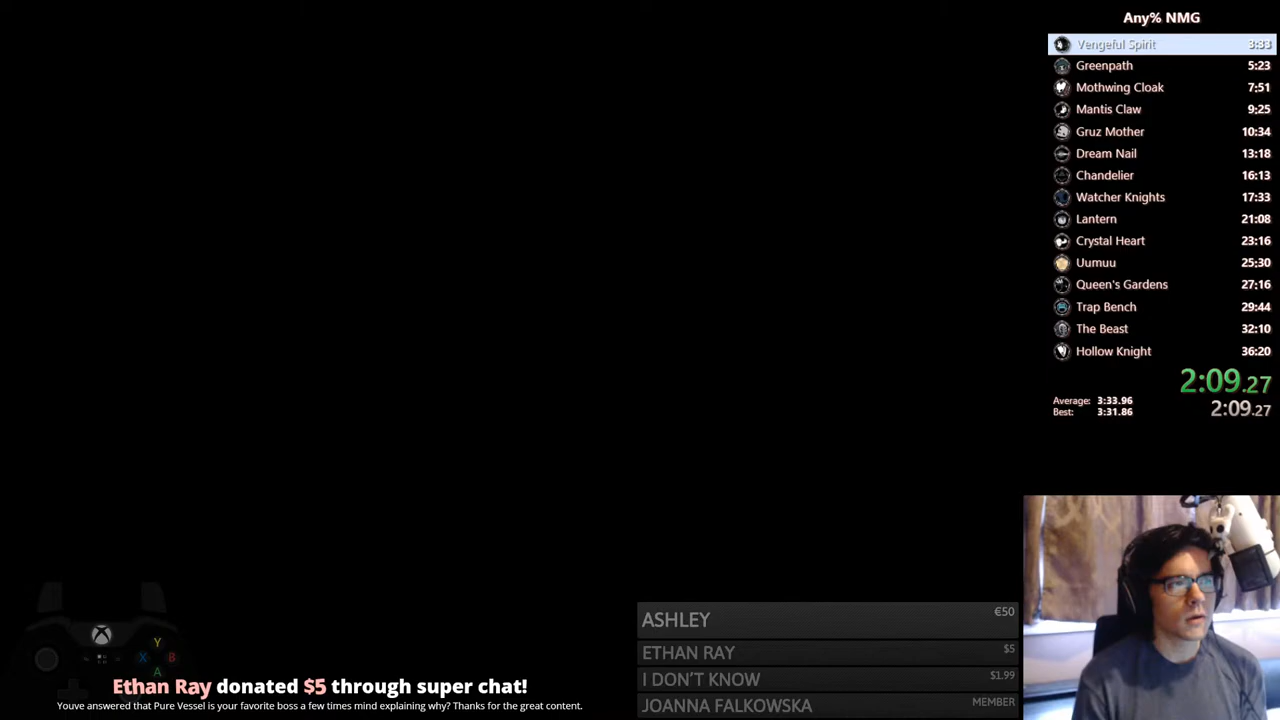 Any% NMG
Vengeful Spirit 3:33
Greenpath 5:23
Mothwing Cloak 7:51
Mantis Claw 9:25
Gruz Mother 10:34
Dream Nail 13:18
Chandelier 16:13
Watcher Knights 17:33
Lantern 21:08
Crystal Heart 23:16
Uumuu 25:30
Queen's Gardens 27:16
Trap Bench 29:44
The Beast 32:10
Hollow Knight 36:20
2:09.27
Average: 3:33.96
Best: 3:31.86
2:09.27
ASHLEY €50
ETHAN RAY $5
I DON'T KNOW $1.99
JOANNA FALKOWSKA MEMBER
Y
X B
A
Ethan Ray donated $5 through super chat!
Youve answered that Pure Vessel is your favorite boss a few times mind explaining why? Thanks for the great content.